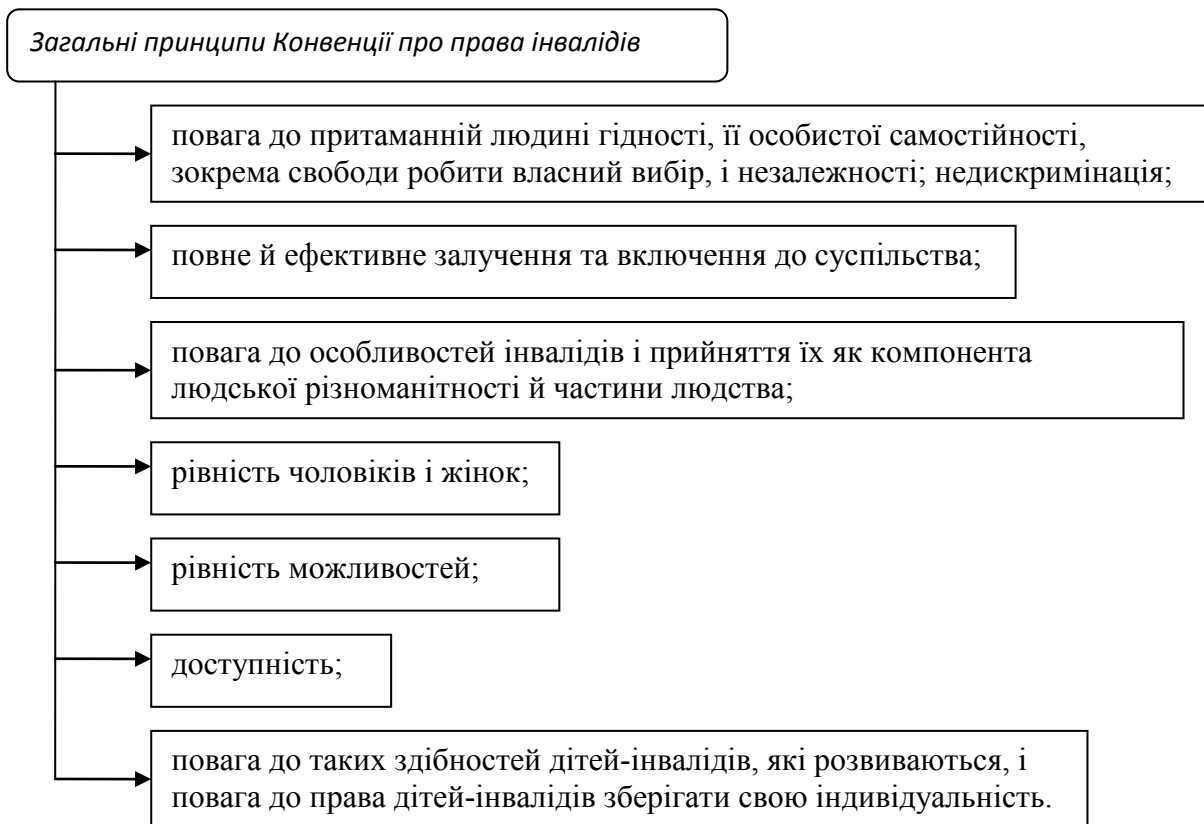 Загальні принципи Конвенції про права інвалідів
повага до притаманній людині гідності, її особистої самостійності,
зокрема свободи робити власний вибір, і незалежності; недискримінація;
повне й ефективне залучення та включення до суспільства;
повага до особливостей інвалідів і прийняття їх як компонента
людської різноманітності й частини людства;
рівність чоловіків і жінок;
рівність можливостей;
доступність;
повага до таких здібностей дітей-інвалідів, які розвиваються, і
повага до права дітей-інвалідів зберігати свою індивідуальність.